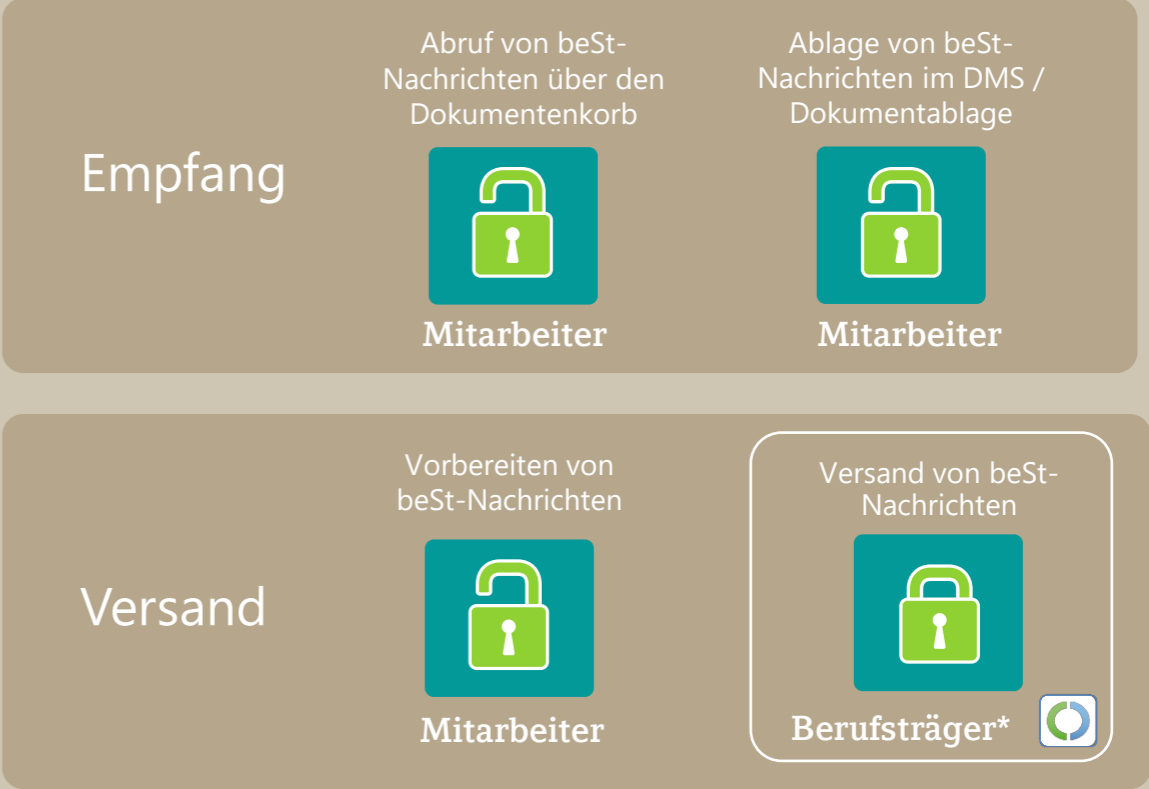 Empfang
Abruf von beSt-
Nachrichten über den
Dokumentenkorb
Mitarbeiter
Ablage von beSt-
Nachrichten im DMS /
Dokumentablage
Mitarbeiter
Versand
Vorbereiten von
beSt-Nachrichten
Mitarbeiter
Versand von beSt-
Nachrichten
Berufsträger*